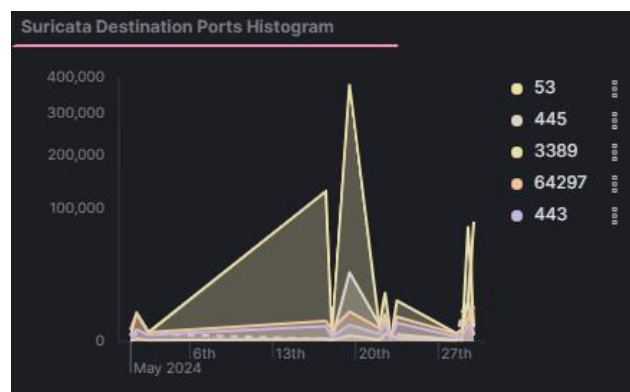 Suricata Destination Ports Histogram
400,000
300,000
200,000
100,000
0
6th
13th
20th
27th
May 2024
53
445
3389
64297
443